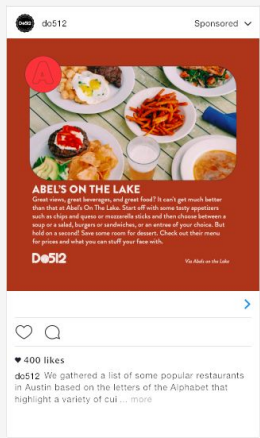 do512 Sponsored
A
ABEL'S ON THE LAKE
Great views, great beverages, and great food? It can't get much better
than that at Abel's On The Lake. Start off with some tasty appetizers
such as chips and queso or mozzarella sticks and then choose between a
soup or a salad, burgers or sandwiches, or an entree of your choice. But
hold on a second! Save some room for dessert. Check out their menu
for prices and what you can stuff your face with.
Do512
Via Abels on the Lake
400 likes
do512 We gathered a list of some popular restaurants
in Austin based on the letters of the Alphabet that
highlight a variety of cui ... more